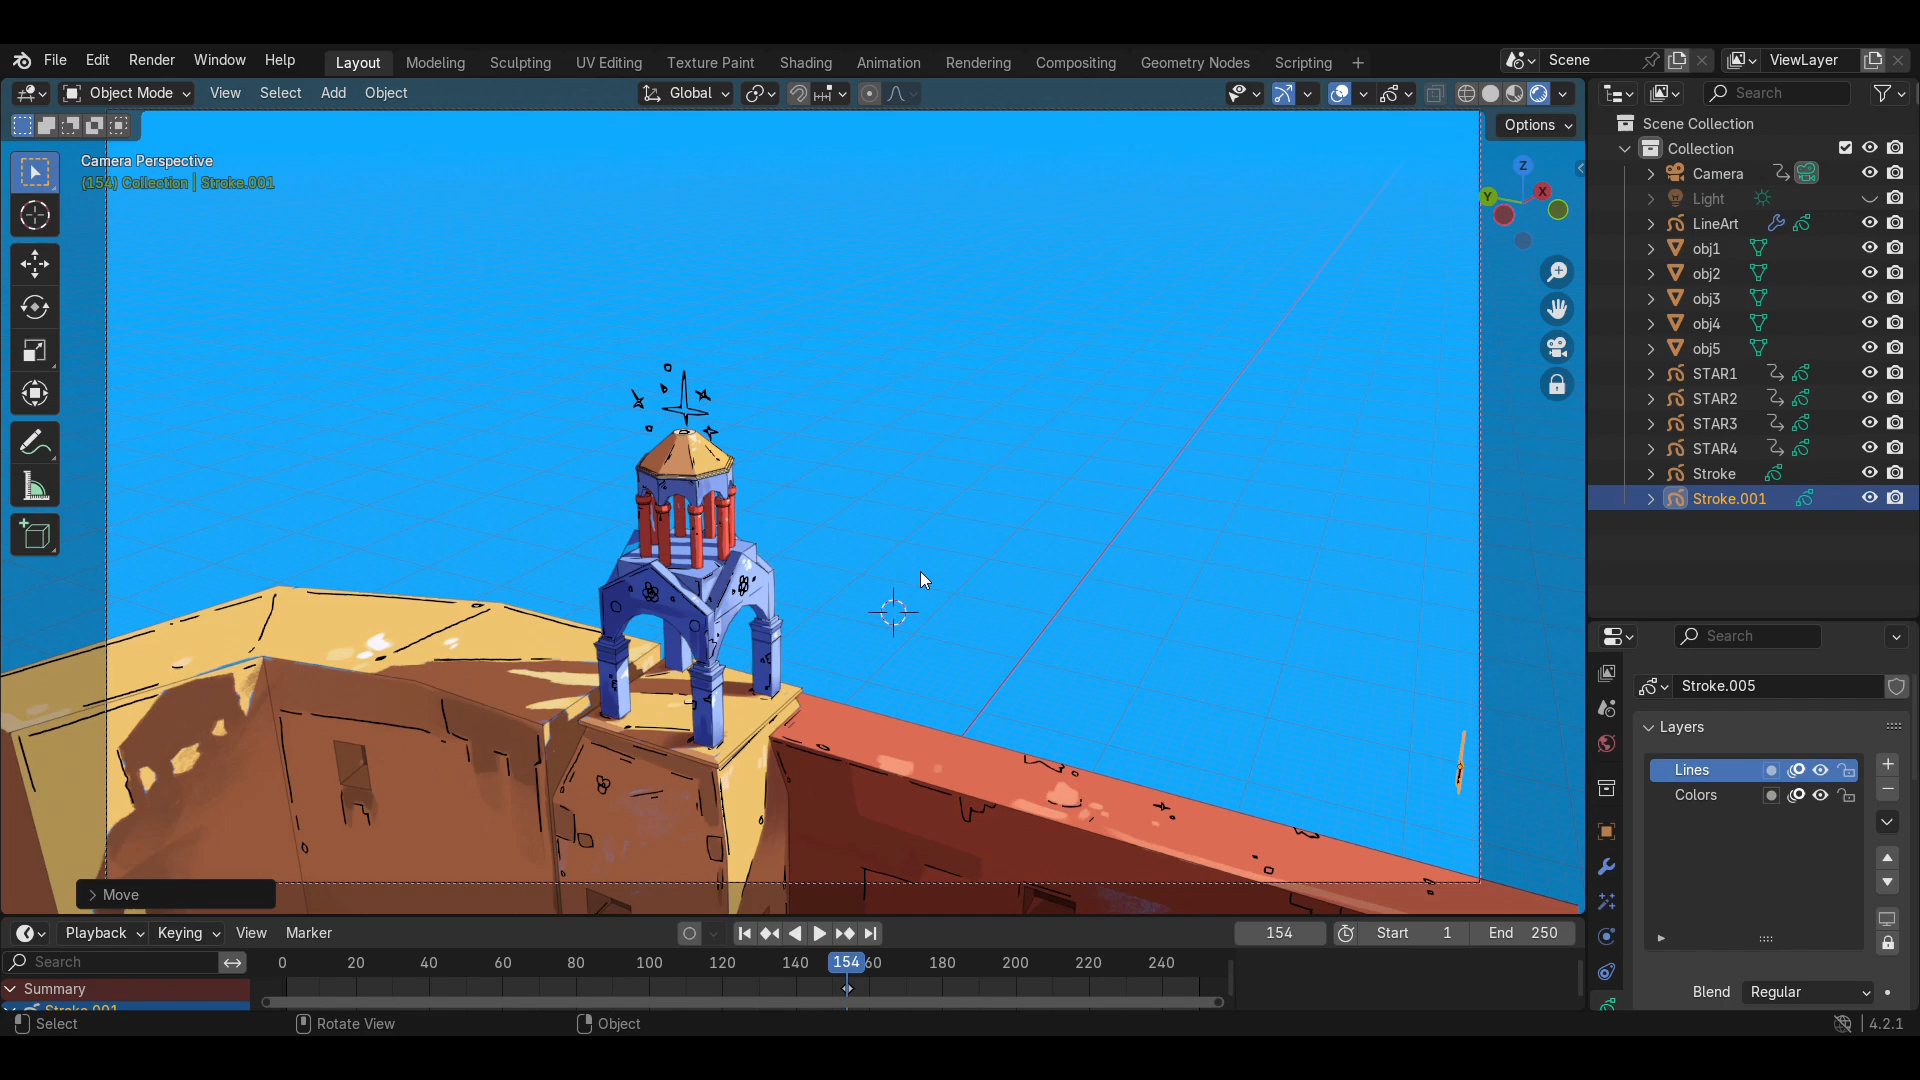 File Edit Render Window Help Layout Modeling Sculpting UV Editing Texture Paint Shading Animation Rendering Compositing Geometry Nodes Scripting + Scene ViewLayer
Object Mode View Select Add Object Global Search
Options
Camera Perspective
(154) Collection | Stroke.001
Z
Y
X
Scene Collection
Collection
Camera
Light
LineArt
obj1
obj2
obj3
obj4
obj5
STAR1
STAR2
STAR3
STAR4
Stroke
Stroke.001
Search
Stroke.005
Layers
Lines
Colors
Blend Regular
Move
Playback Keying View Marker 154 Start 1 End 250
Search 0 20 40 60 80 100 120 140 154 60 180 200 220 240
Summary
Stroke.001
Select Rotate View Object 4.2.1